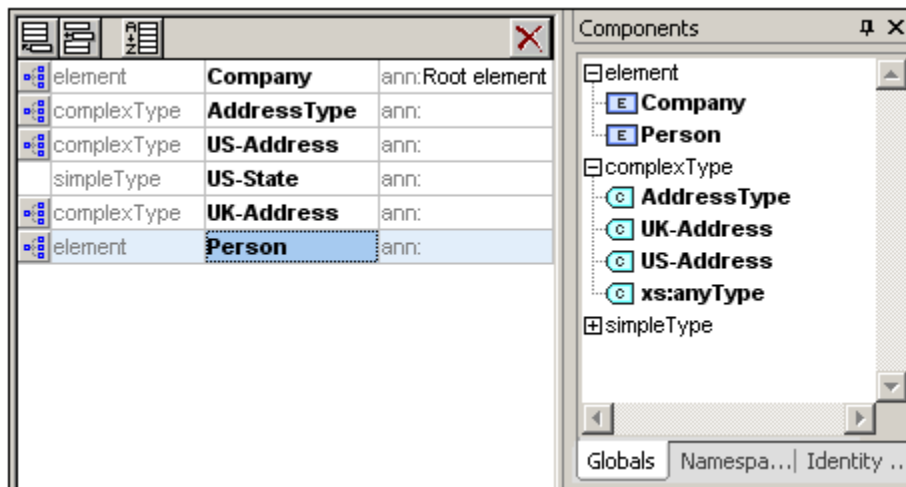 element Company ann:Root element
complexType AddressType ann:
complexType US-Address ann:
simpleType US-State ann:
complexType UK-Address ann:
element Person ann:
Components
element
E Company
E Person
complexType
C AddressType
C UK-Address
C US-Address
C xs:anyType
simpleType
Globals Namespa... Identity ..